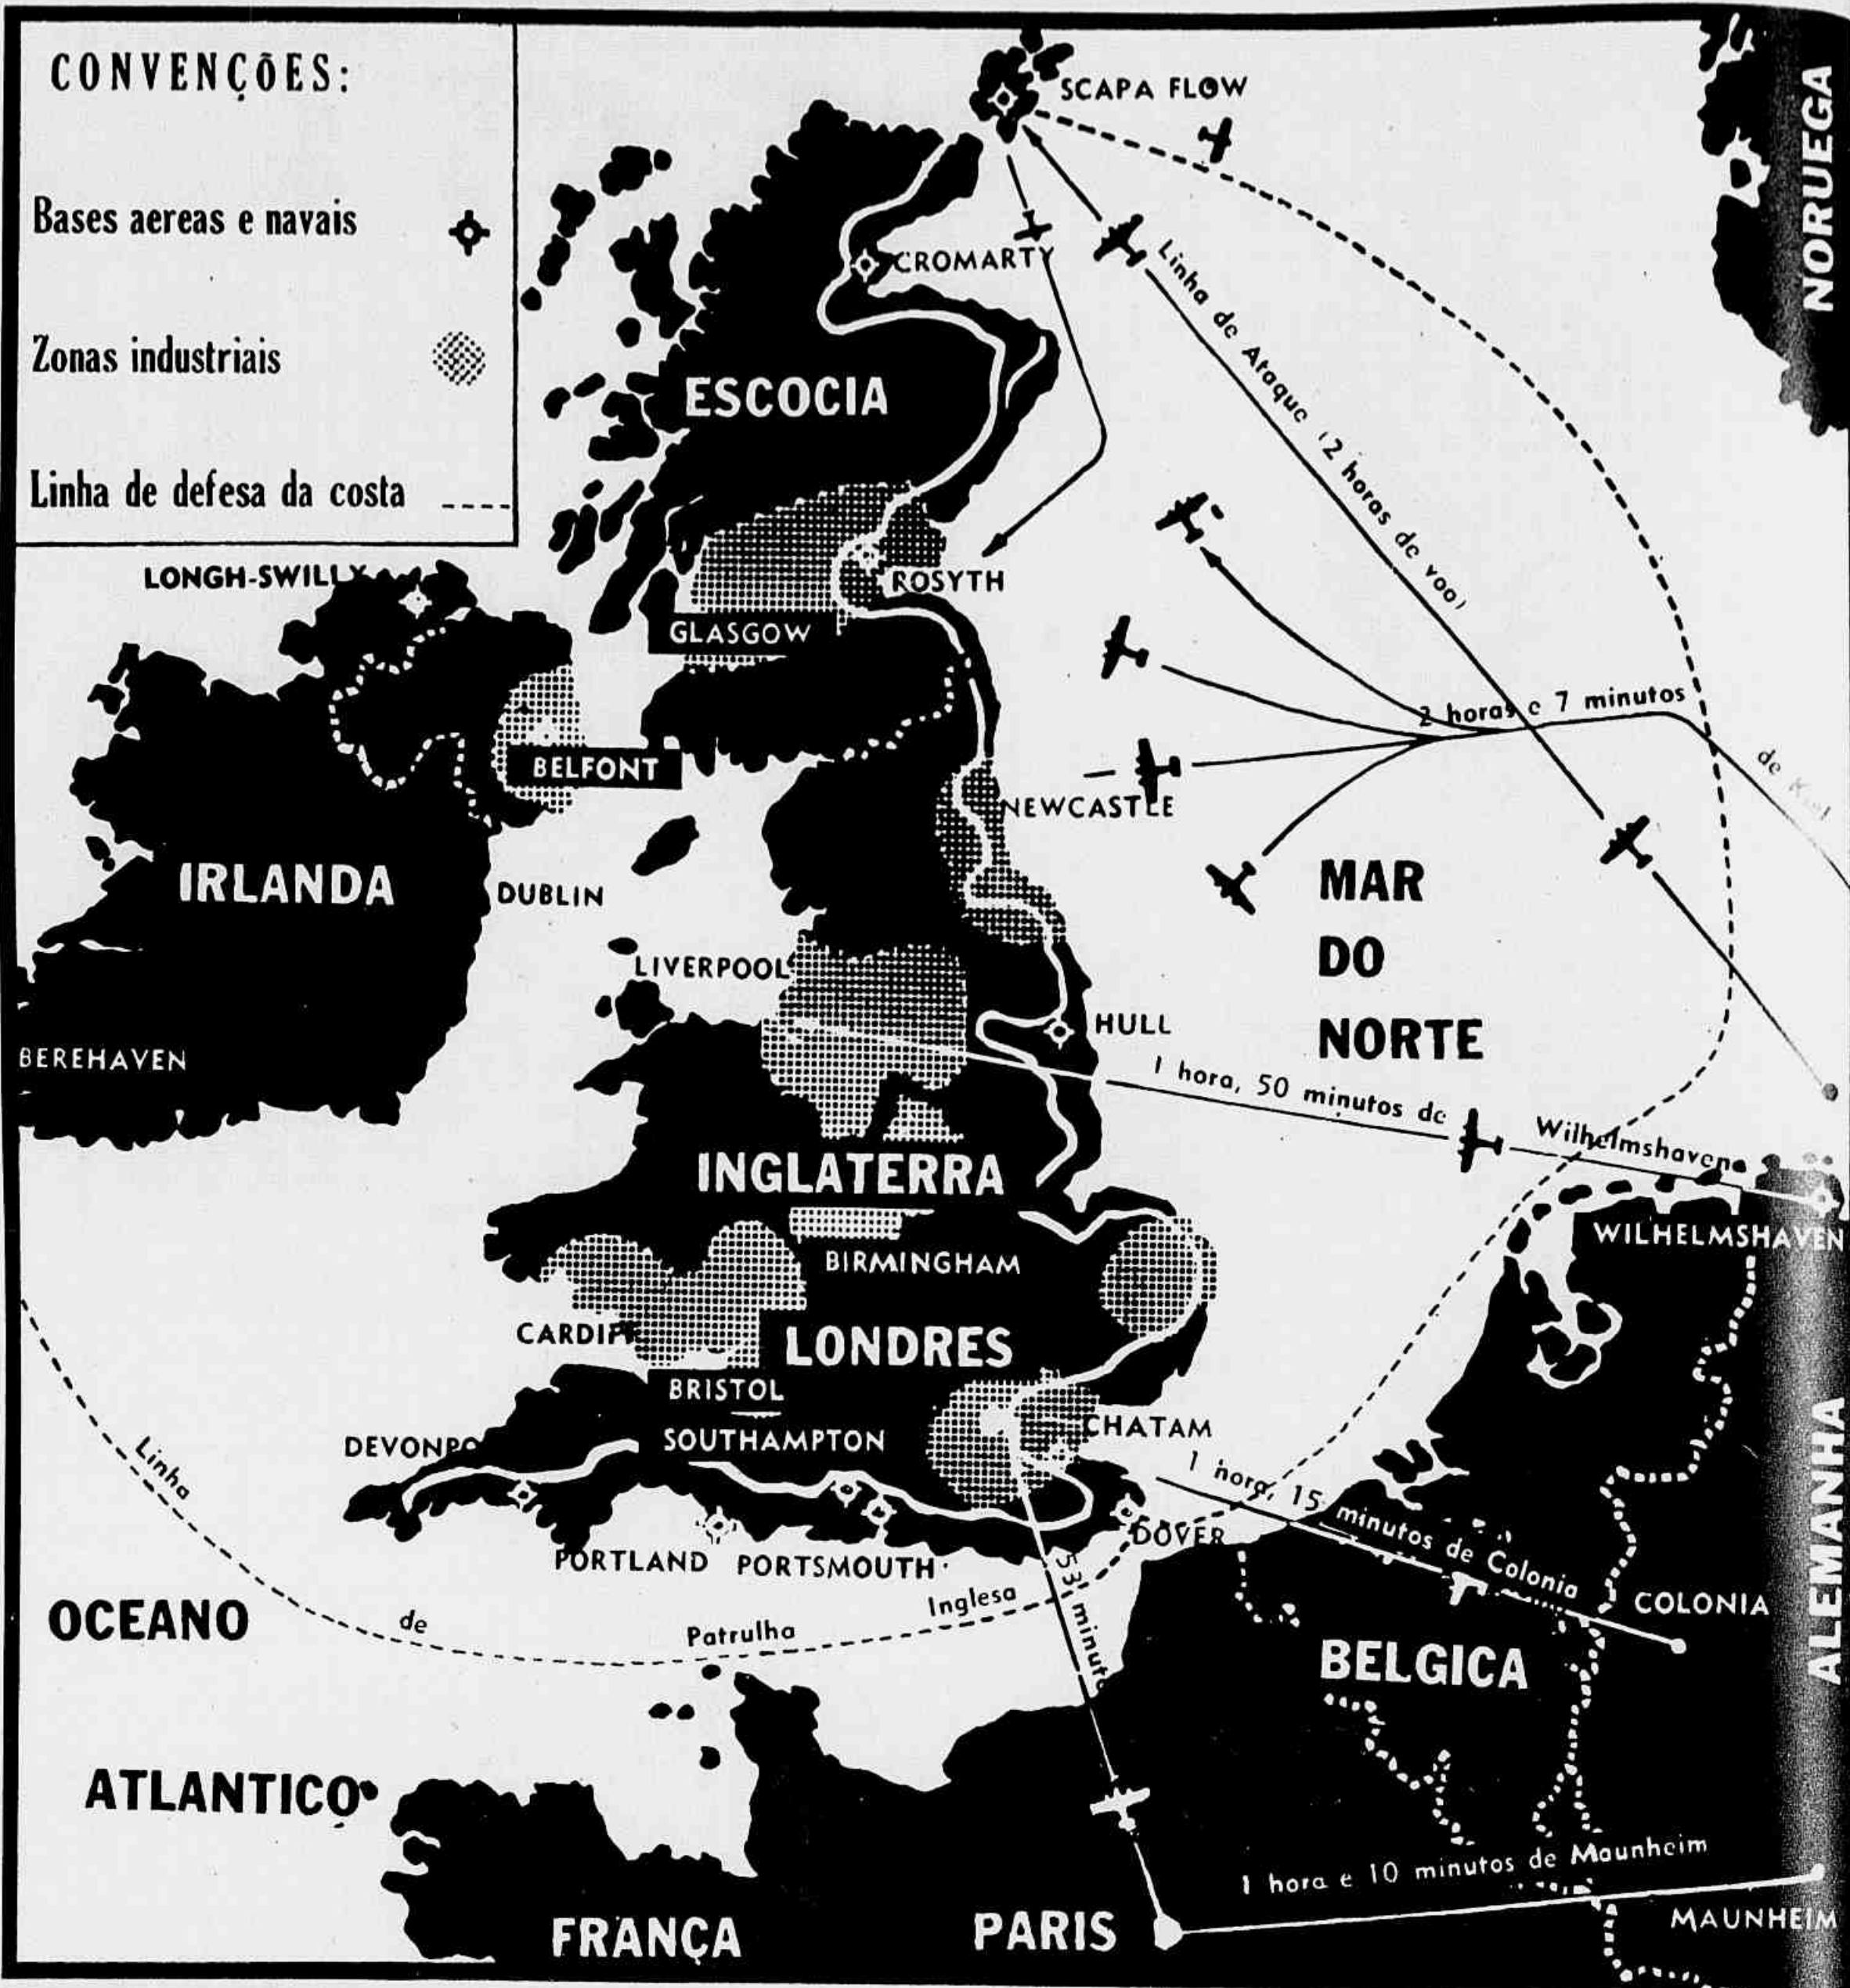 CONVENÇÕES:
Bases aereas e navais
Zonas industriais
Linha de defesa da costa
SCAPA FLOW
NORUEGA
CROMARTY
Linha de Ataque (2 horas de voo)
ESCOCIA
LONGH-SWILLY
ROSYTH
GLASGOW
2 horas e 7 minutos
de Kiel
BELFONT
NEWCASTLE
IRLANDA
DUBLIN
MAR
DO
NORTE
LIVERPOOL
HULL
BEREHAVEN
1 hora, 50 minutos de Wilhelmshaven
INGLATERRA
WILHELMSHAVEN
BIRMINGHAM
CARDIFF
LONDRES
BRISTOL
CHATAM
DEVONPO
SOUTHAMPTON
1 hora, 15 minutos de Colonia
ALEMANHA
DOVER
PORTLAND
PORTSMOUTH
53 minuto
Linha de Patrulha Inglesa
COLONIA
OCEANO
BELGICA
ATLANTICO
1 hora e 10 minutos de Maunheim
FRANÇA
PARIS
MAUNHEIM